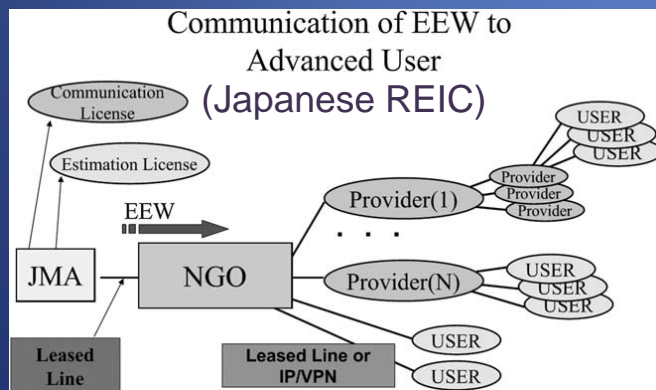 Communication of EEW to
Advanced User
(Japanese REIC)
Communication
License
Estimation License
EEW
JMA
NGO
Leased
Line
Leased Line or
IP/VPN
Provider(1)
. . .
Provider(N)
Provider
Provider
Provider
USER
USER
USER
USER
USER
USER
USER
USER